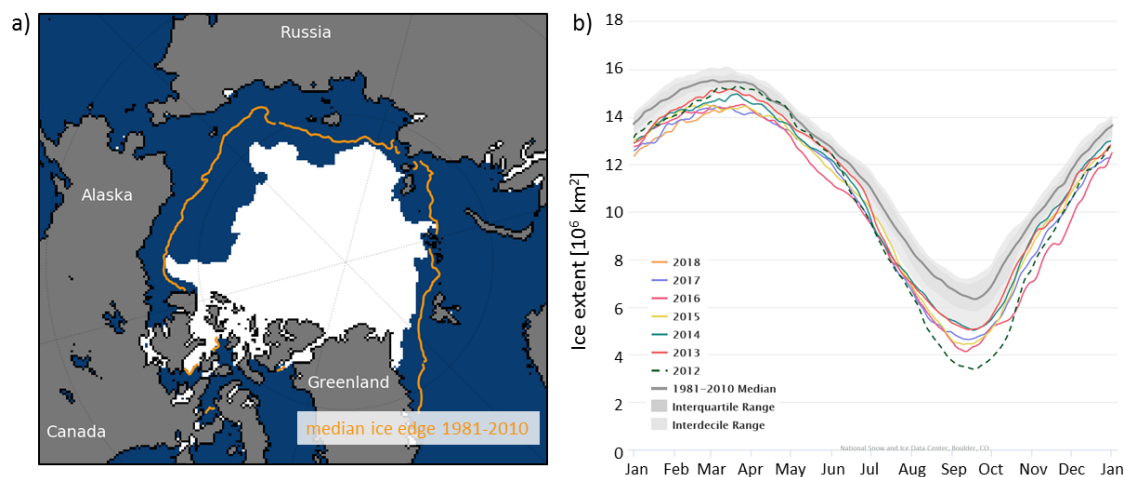 a)
Russia
Alaska
Canada
Greenland
median ice edge 1981-2010
b)
Ice extent [10⁶ km²]
18
16
14
12
10
8
6
4
2
0
2018
2017
2016
2015
2014
2013
2012
1981–2010 Median
Interquartile Range
Interdecile Range
National Snow and Ice Data Center, Boulder, CO
Jan Feb Mar Apr May Jun Jul Aug Sep Oct Nov Dec Jan